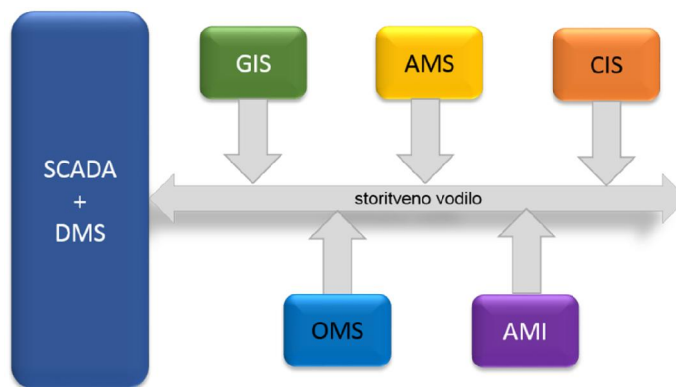 GIS
AMS
CIS
SCADA
+
DMS
storitveno vodilo
OMS
AMI